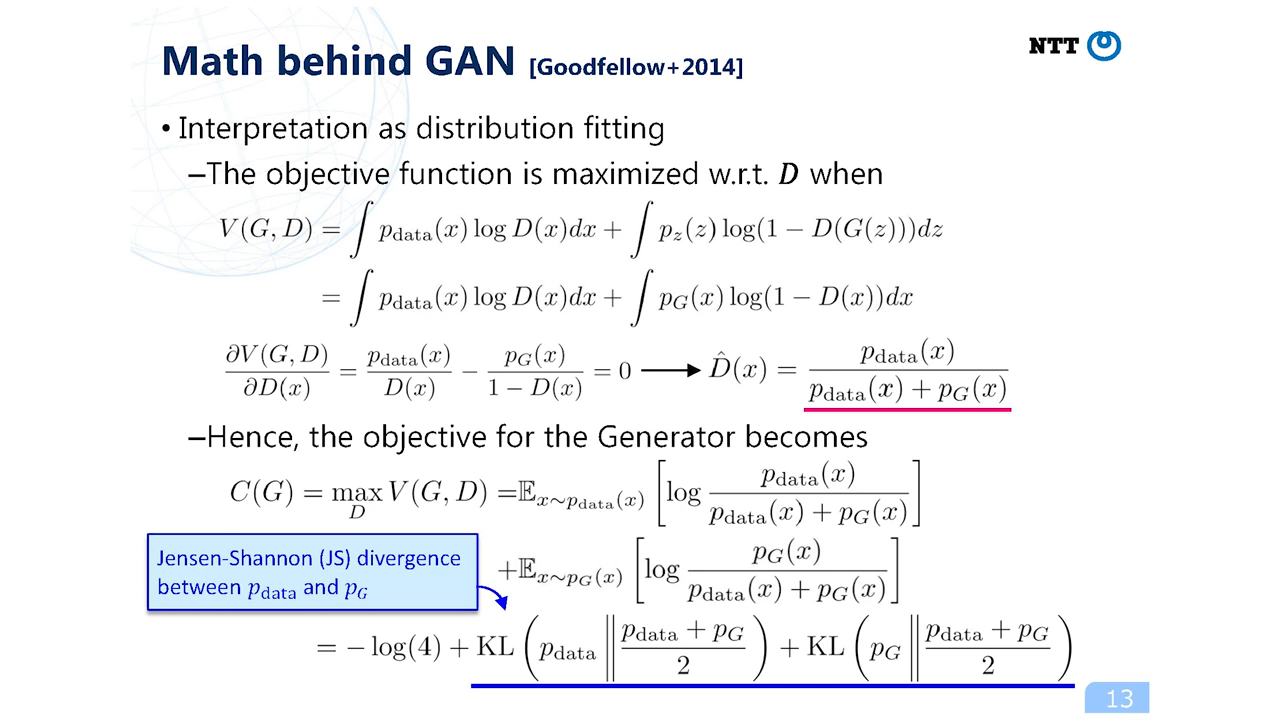 Math behind GAN [Goodfellow+2014]
NTT
• Interpretation as distribution fitting
–The objective function is maximized w.r.t. D when
V(G, D) = ∫ p_data(x) log D(x)dx + ∫ p_z(z) log(1 − D(G(z)))dz
= ∫ p_data(x) log D(x)dx + ∫ p_G(x) log(1 − D(x))dx
∂V(G, D)/∂D(x) = p_data(x)/D(x) − p_G(x)/(1 − D(x)) = 0 ⟶ D̂(x) = p_data(x)/(p_data(x) + p_G(x))
–Hence, the objective for the Generator becomes
C(G) = max_D V(G, D) = 𝔼_{x∼p_data(x)} [log p_data(x)/(p_data(x) + p_G(x))]
Jensen-Shannon (JS) divergence
between p_data and p_G
+𝔼_{x∼p_G(x)} [log p_G(x)/(p_data(x) + p_G(x))]
= − log(4) + KL (p_data ‖ (p_data + p_G)/2) + KL (p_G ‖ (p_data + p_G)/2)
13